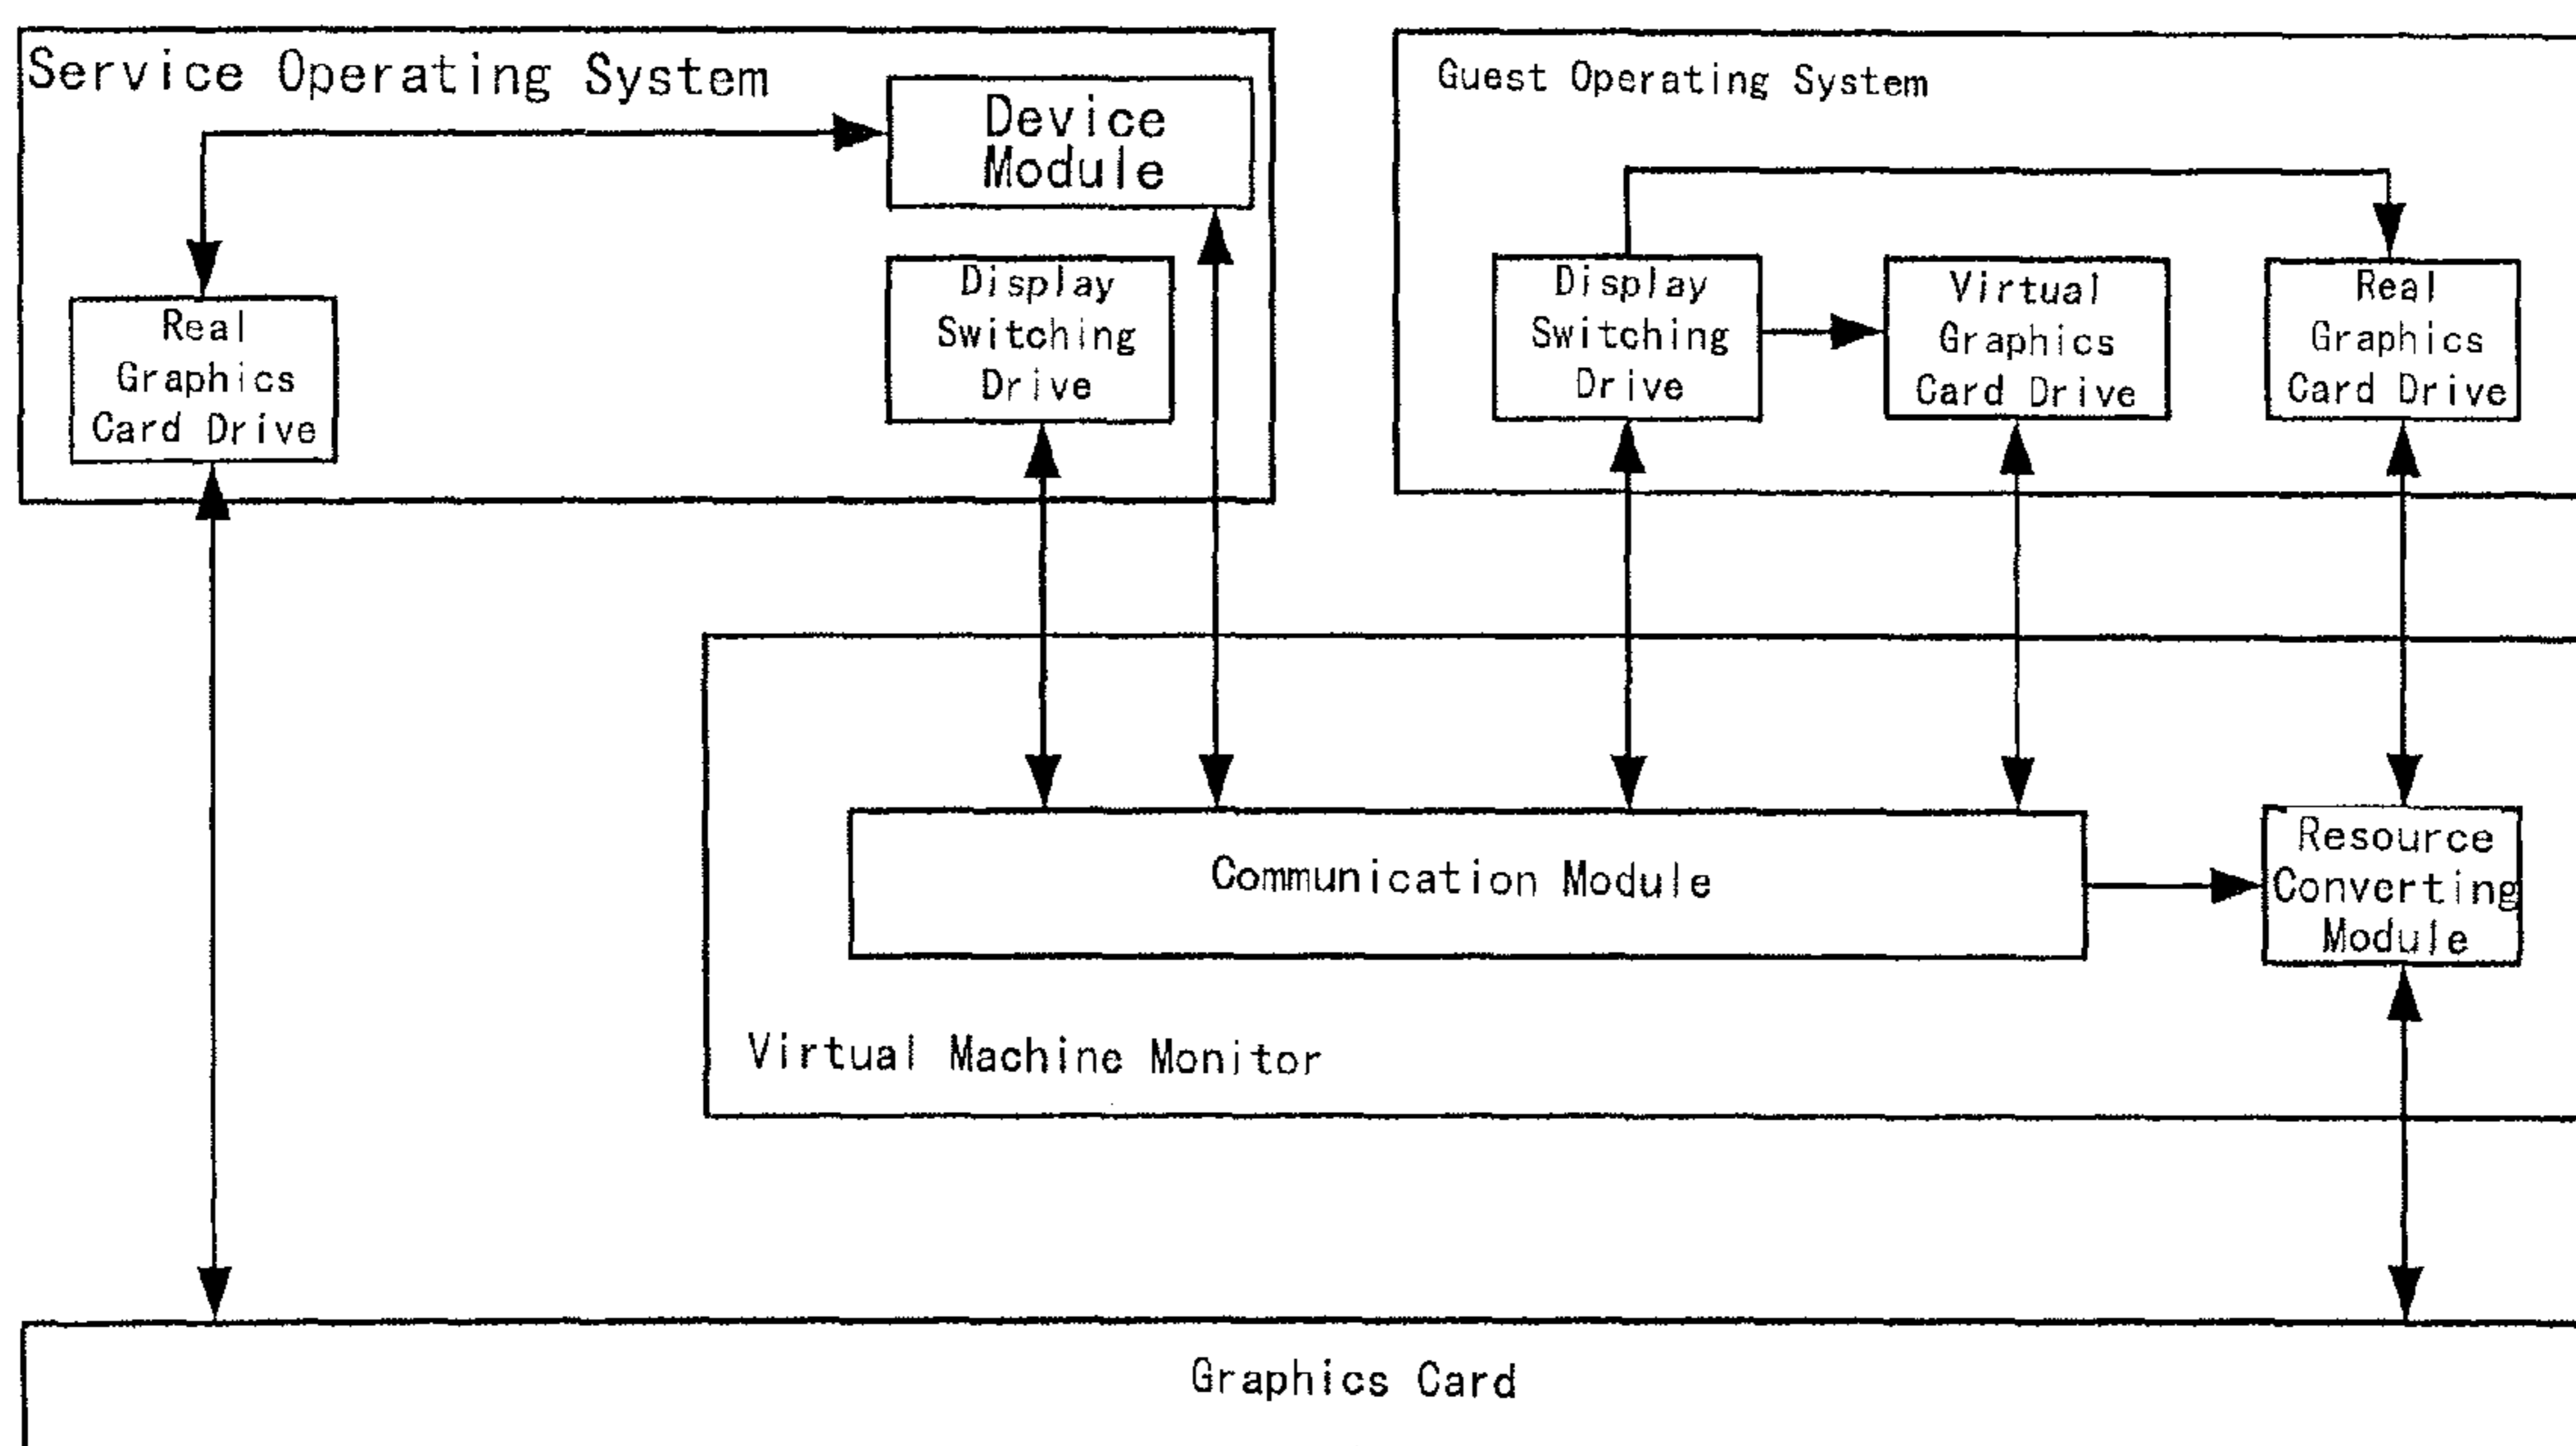 Service Operating System
Device
Module
Real
Graphics
Card Drive
Display
Switching
Drive
Guest Operating System
Display
Switching
Drive
Virtual
Graphics
Card Drive
Real
Graphics
Card Drive
Communication Module
Resource
Converting
Module
Virtual Machine Monitor
Graphics Card